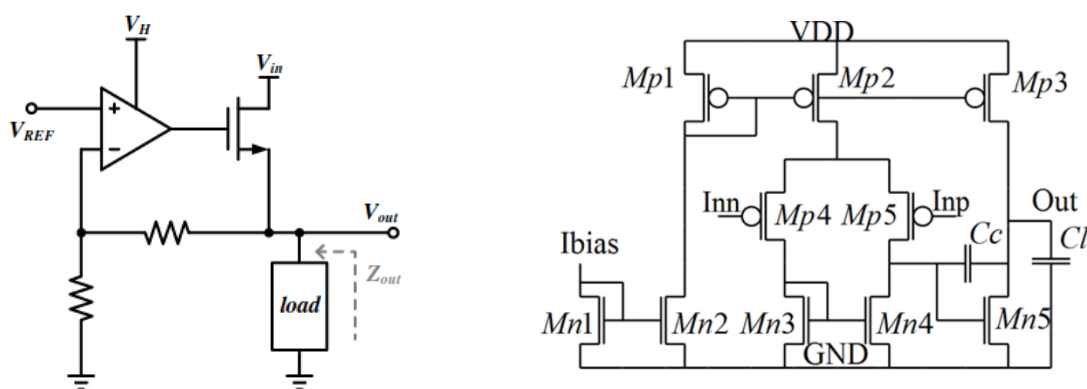 V_H
V_in
V_REF
+
−
V_out
Z_out
load
VDD
Mp1
Mp2
Mp3
Inn
Mp4
Mp5
Inp
Out
Ibias
Cc
Cl
Mn1
Mn2
Mn3
Mn4
Mn5
GND